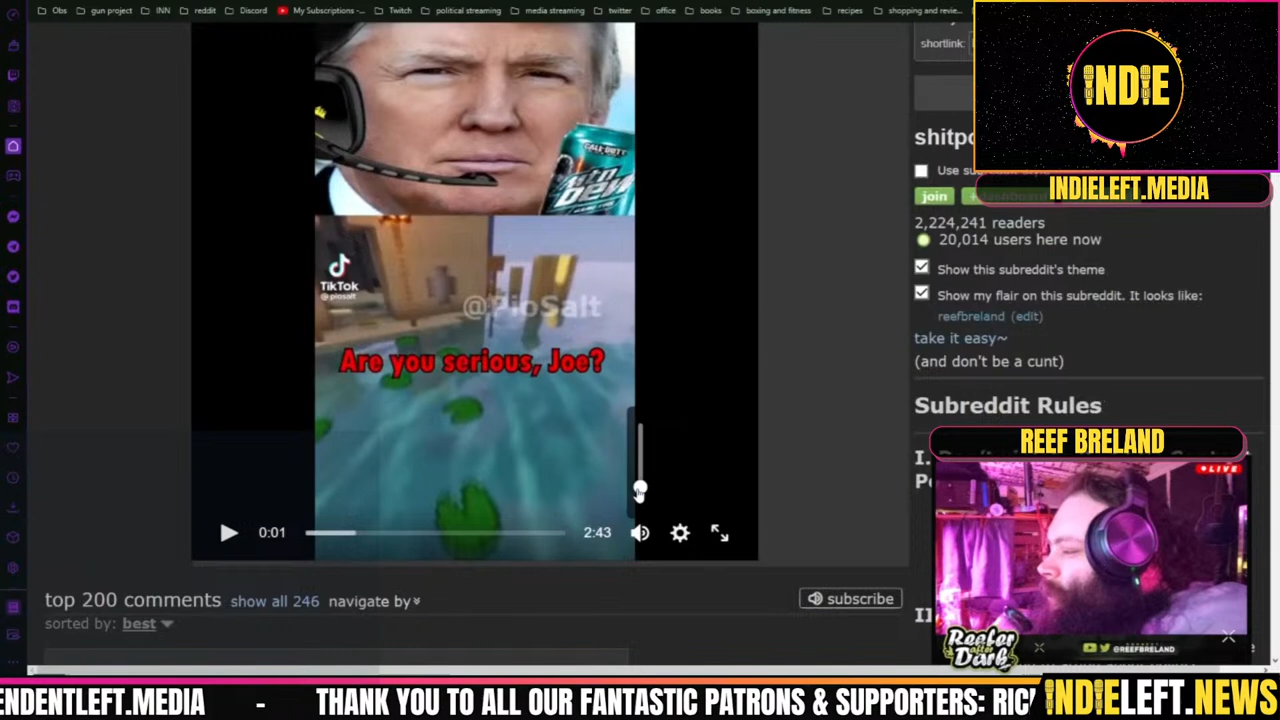 Obs gun project INN reddit Discord My Subscriptions -... Twitch political streaming media streaming twitter office books boxing and fitness recipes shopping and revie...
shortlink:
INDIE
INDIELEFT.MEDIA
CALL OF DUTY
shitpo
Use su
join
2,224,241 readers
20,014 users here now
Show this subreddit's theme
Show my flair on this subreddit. It looks like:
reefbreland (edit)
take it easy~
(and don't be a cunt)
TikTok
@piosalt
@PioSalt
Are you serious, Joe?
Subreddit Rules
REEF BRELAND
LIVE
0:01
2:43
top 200 comments show all 246 navigate by
subscribe
sorted by: best
Reefer
after
Dark
@REEFBRELAND
ENDENTLEFT.MEDIA - THANK YOU TO ALL OUR FANTASTIC PATRONS & SUPPORTERS: RIC
INDIELEFT.NEWS